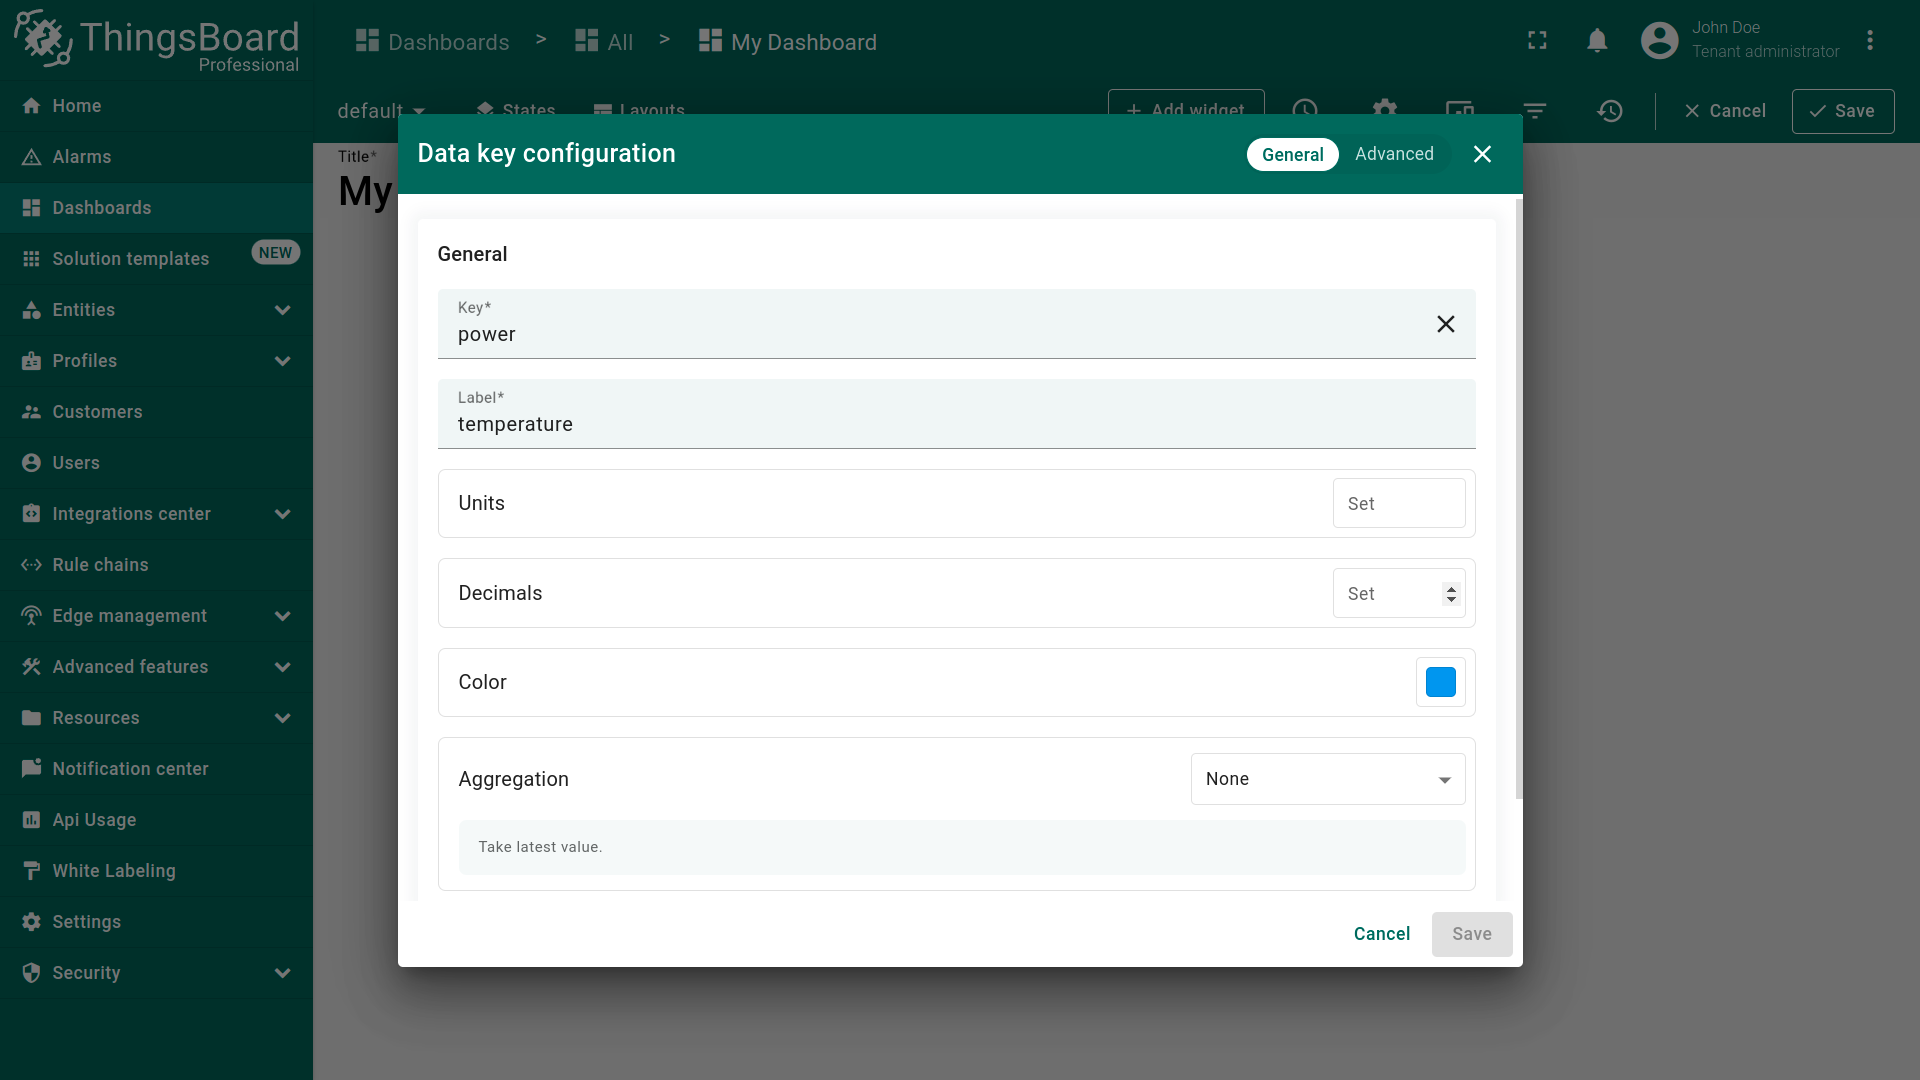 ThingsBoard
Professional
Dashboards > All > My Dashboard
John Doe
Tenant administrator
Home
Alarms
Dashboards
Solution templates NEW
Entities
Profiles
Customers
Users
Integrations center
Rule chains
Edge management
Advanced features
Resources
Notification center
Api Usage
White Labeling
Settings
Security
default States Layouts + Add widget Cancel Save
Title*
My
Data key configuration General Advanced
General
Key*
power
Label*
temperature
Units Set
Decimals Set
Color
Aggregation None
Take latest value.
Cancel Save